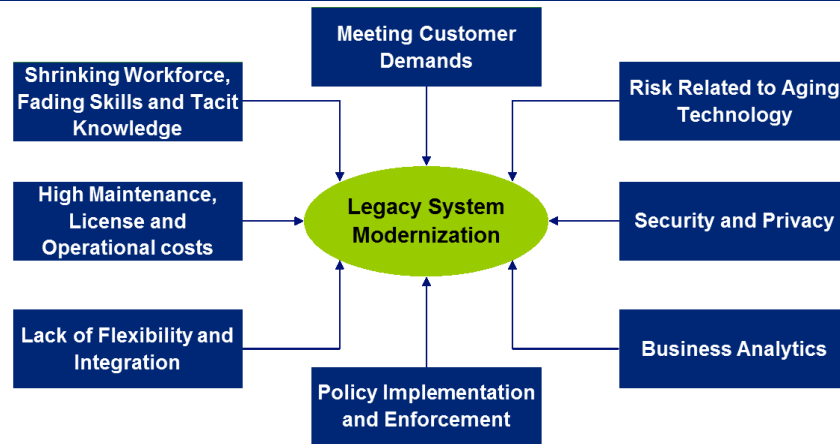 Meeting Customer
Demands
Shrinking Workforce,
Fading Skills and Tacit
Knowledge
Risk Related to Aging
Technology
High Maintenance,
License and
Operational costs
Legacy System
Modernization
Security and Privacy
Lack of Flexibility and
Integration
Business Analytics
Policy Implementation
and Enforcement